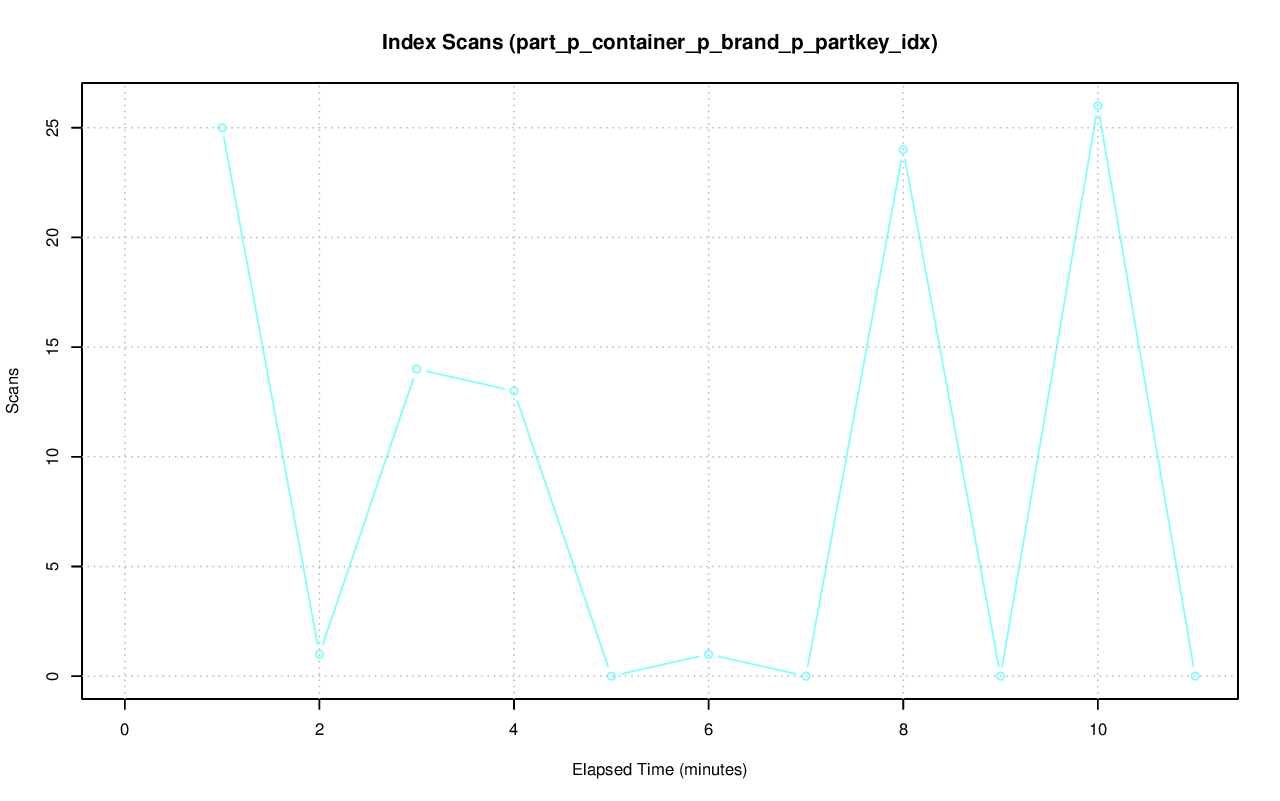 Index Scans (part_p_container_p_brand_p_partkey_idx)
25
20
15
10
5
0
Scans
0 2 4 6 8 10
Elapsed Time (minutes)